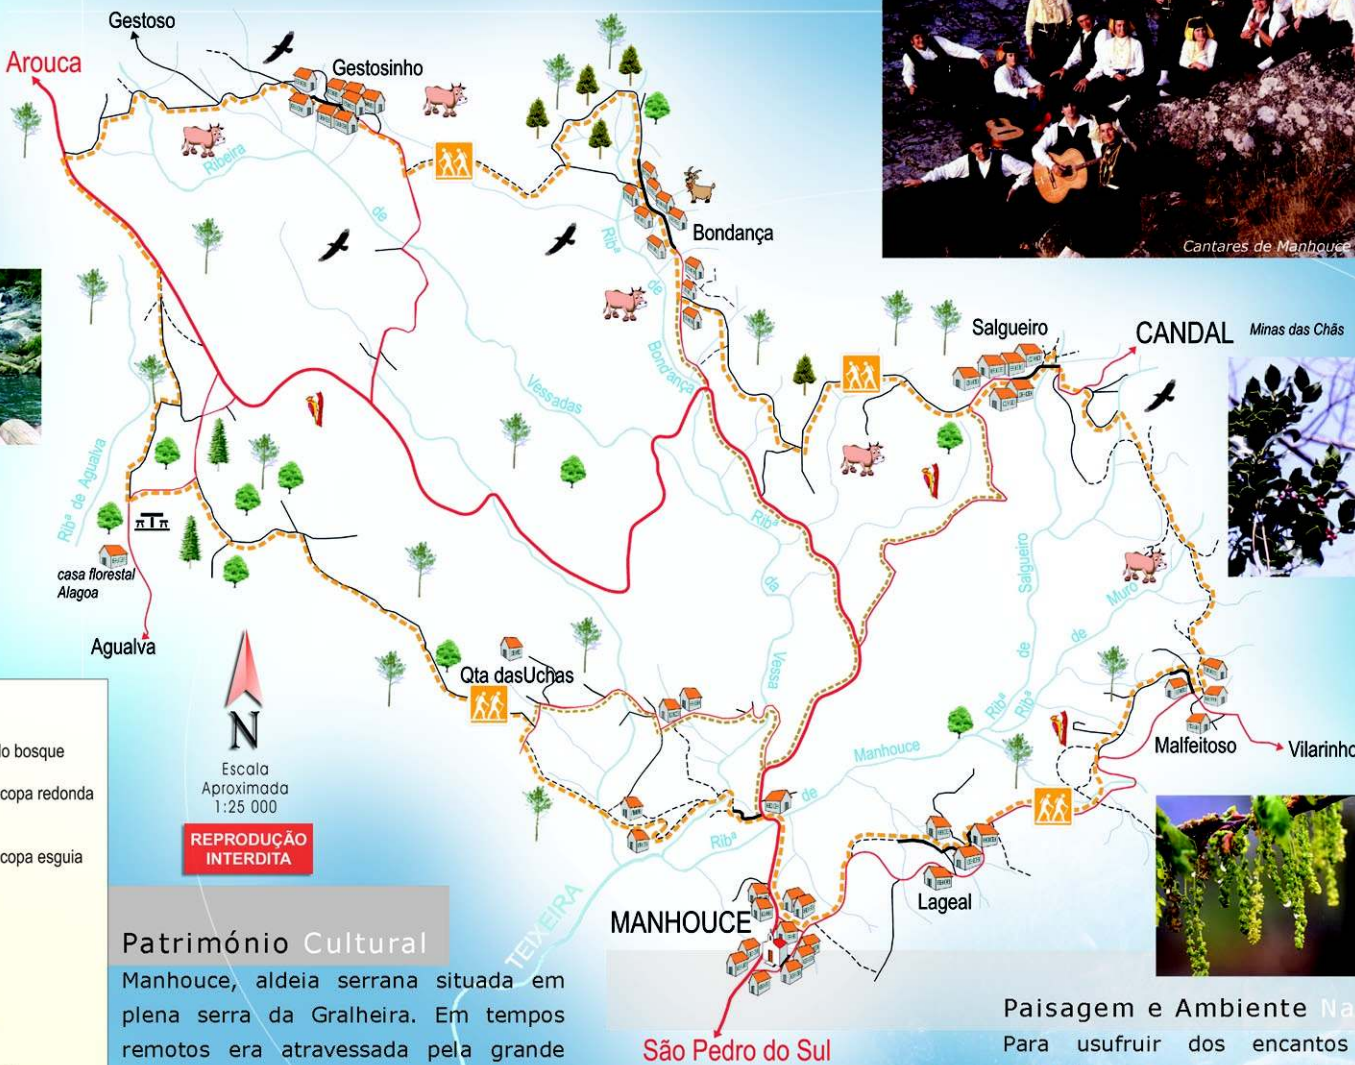 Gestoso
Arouca
Gestosinho
Ribeira
de
Vessadas
Ribª
de
Bondança
Bondança
Cantares de Manhouce
Salgueiro
CANDAL
Minas das Chãs
Ribª de Agualva
casa florestal
Alagoa
Agualva
Qta dasUchas
Ribª
da
Vessa
Ribª
de
Salgueiro
Ribª
de
Muro
Malfeitoso
Vilarinho
Ribª
de
Manhouce
N
Escala
Aproximada
1:25 000
REPRODUÇÃO
INTERDITA
lo bosque
copa redonda
copa esguia
Lageal
MANHOUCE
TEIXEIRA
São Pedro do Sul
Património Cultural
Manhouce, aldeia serrana situada em
plena serra da Gralheira. Em tempos
remotos era atravessada pela grande
Paisagem e Ambiente Na
Para usufruir dos encantos